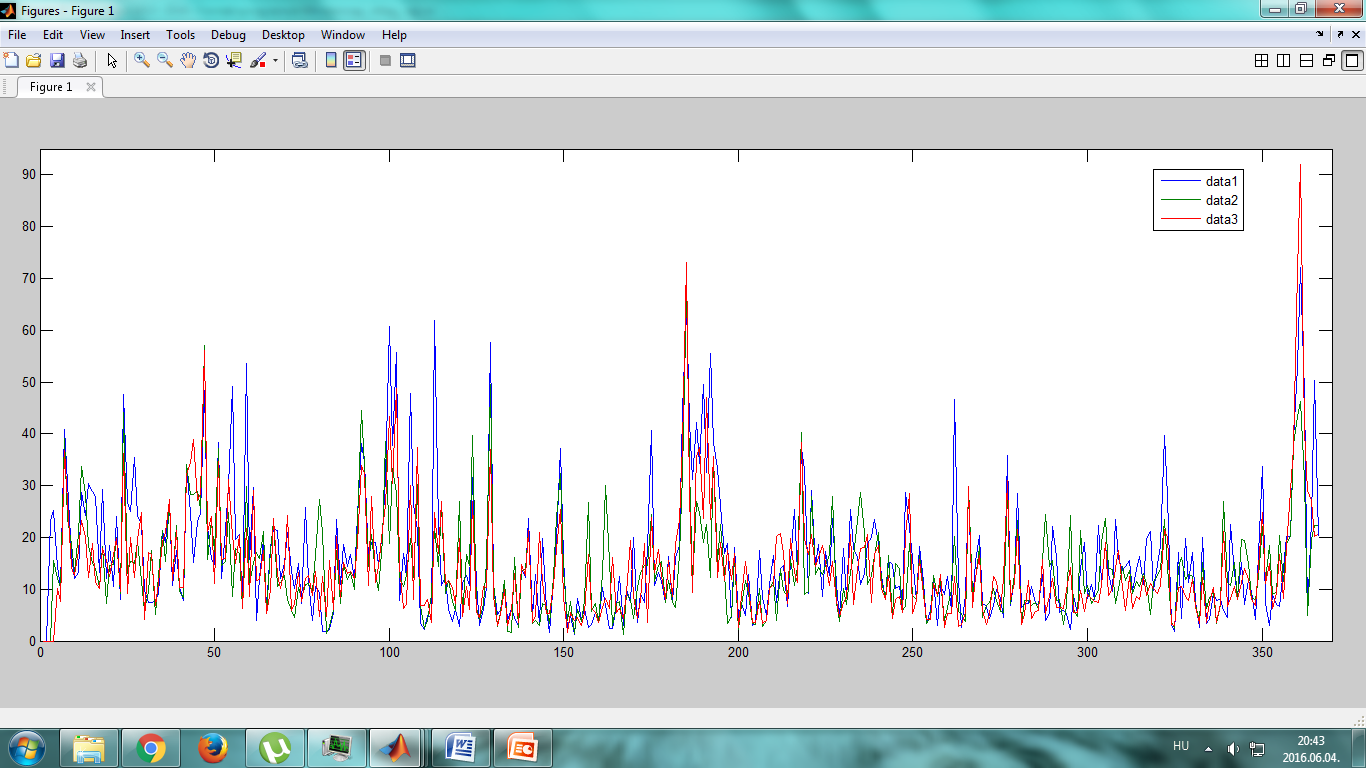 Figures - Figure 1
File Edit View Insert Tools Debug Desktop Window Help
Figure 1
90
80
70
60
50
40
30
20
10
0
0 50 100 150 200 250 300 350
data1
data2
data3
HU
20:43
2016.06.04.